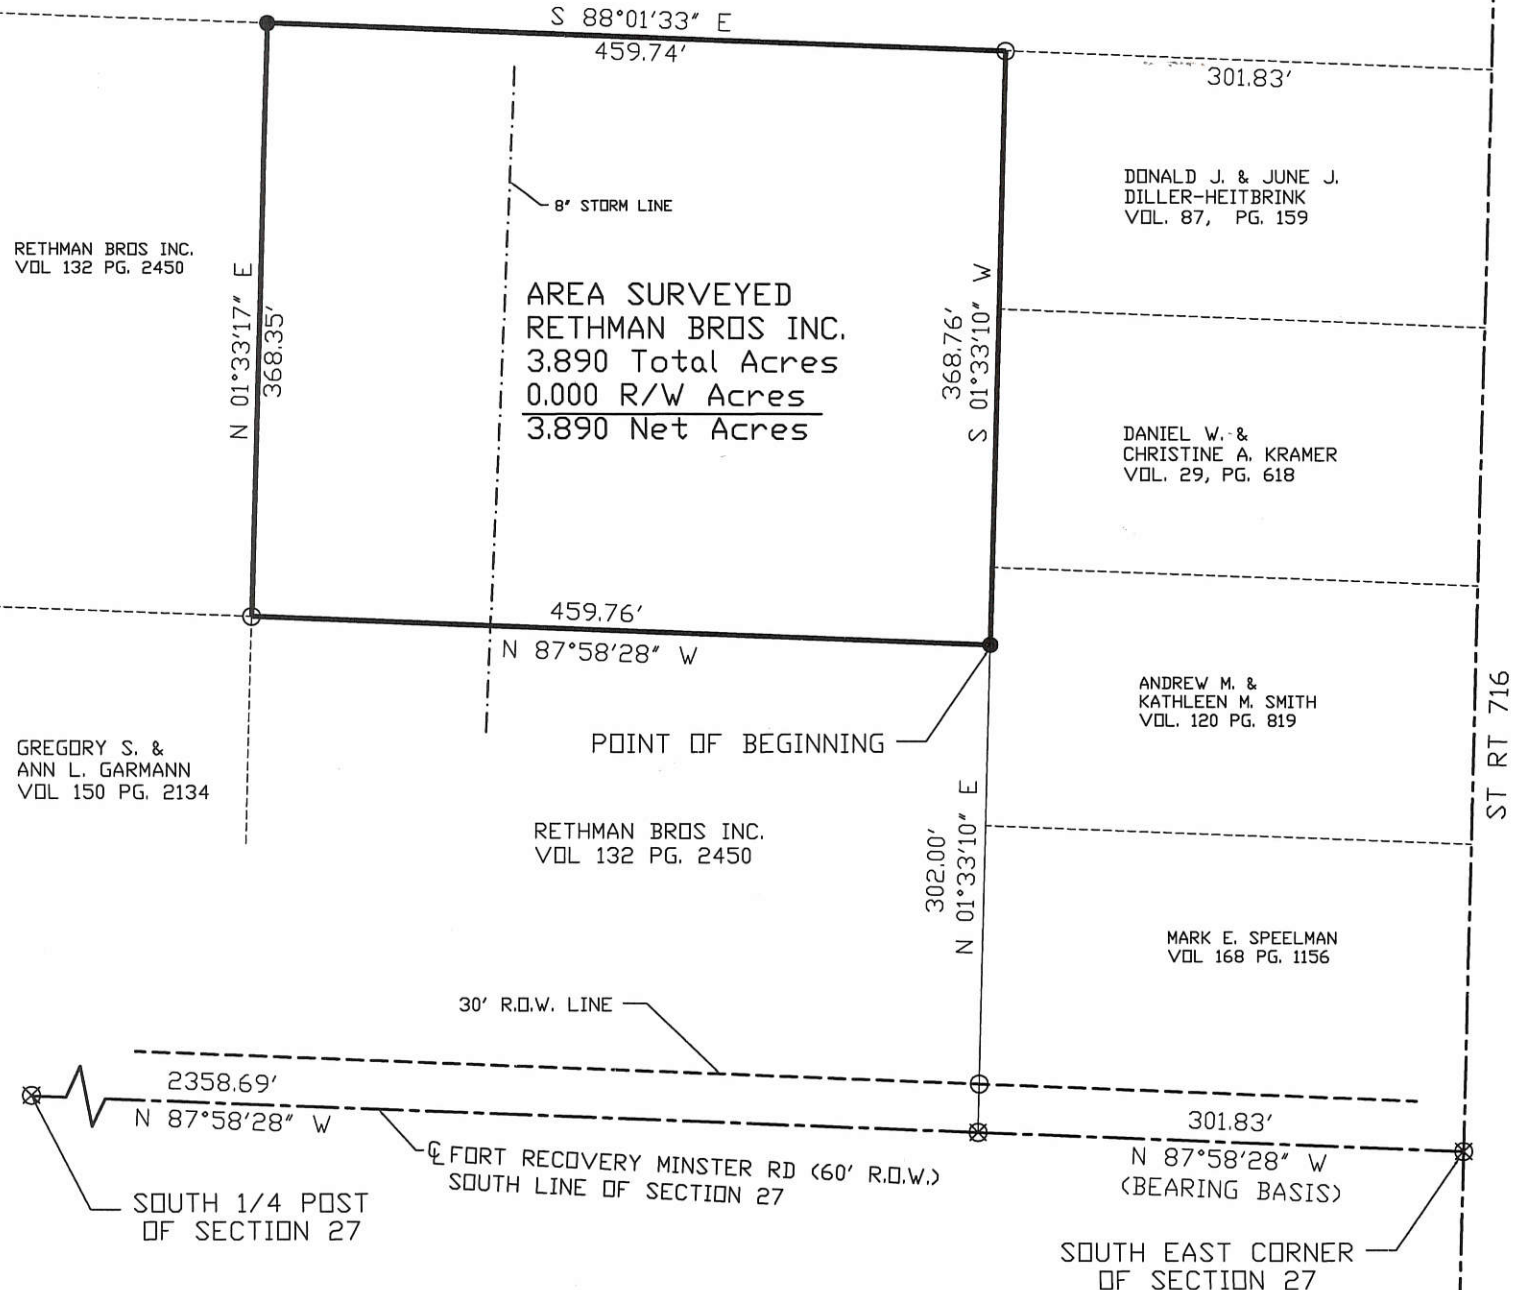 S 88°01'33" E
459.74'
301.83'
DONALD J. & JUNE J.
DILLER-HEITBRINK
VOL. 87, PG. 159
8" STORM LINE
RETHMAN BROS INC.
VOL 132 PG. 2450
N 01°33'17" E
368.35'
AREA SURVEYED
RETHMAN BROS INC.
3.890 Total Acres
0.000 R/W Acres
3.890 Net Acres
368.76'
S 01°33'10" W
DANIEL W. &
CHRISTINE A. KRAMER
VOL. 29, PG. 618
459.76'
N 87°58'28" W
ANDREW M. &
KATHLEEN M. SMITH
VOL. 120 PG. 819
ST RT 716
POINT OF BEGINNING
GREGORY S. &
ANN L. GARMANN
VOL 150 PG. 2134
RETHMAN BROS INC.
VOL 132 PG. 2450
302.00'
N 01°33'10" E
MARK E. SPEELMAN
VOL 168 PG. 1156
30' R.O.W. LINE
2358.69'
N 87°58'28" W
301.83'
N 87°58'28" W
(BEARING BASIS)
℄ FORT RECOVERY MINSTER RD (60' R.O.W.)
SOUTH LINE OF SECTION 27
SOUTH 1/4 POST
OF SECTION 27
SOUTH EAST CORNER
OF SECTION 27